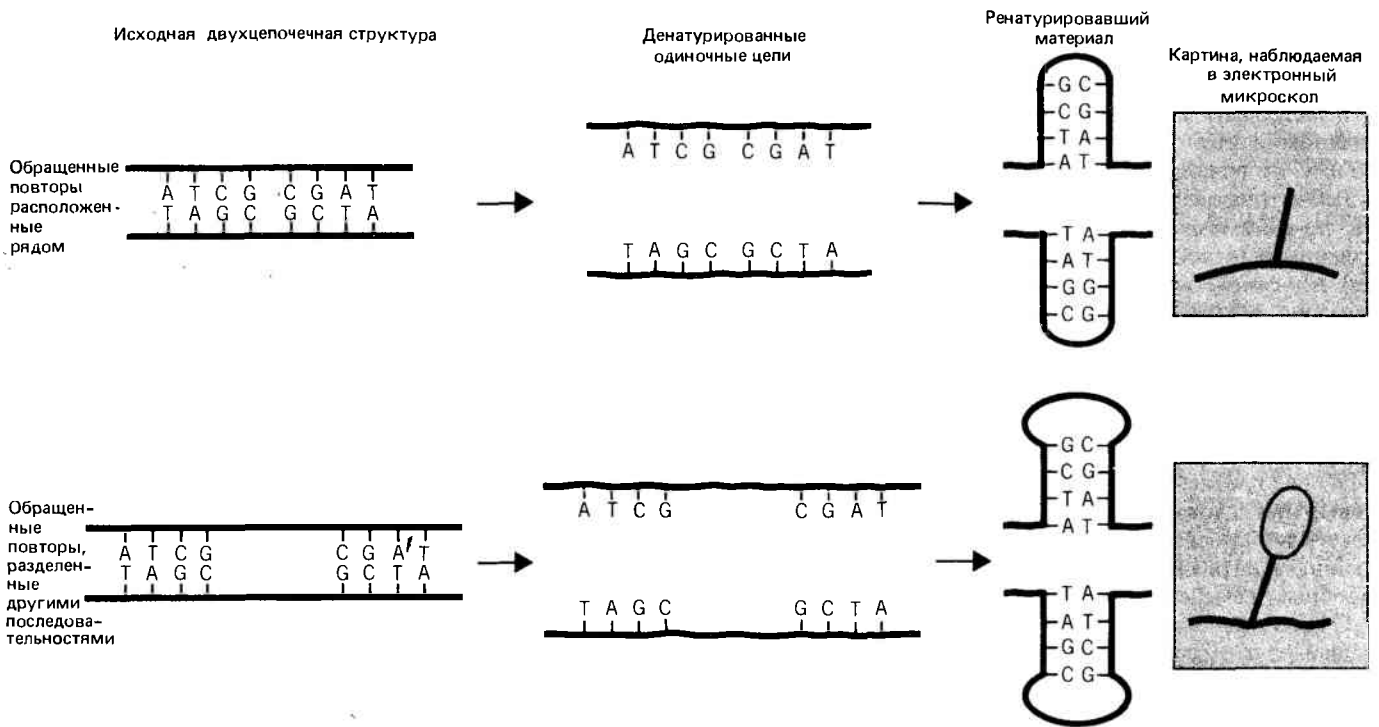 Исходная двухцепочечная структура
Денатурированные
одиночные цепи
Ренатурировавший
материал
Картина, наблюдаемая
в электронный
микроскол
Обращенные
повторы
расположен-
ные
рядом
A T C G C G A T
T A G C G C T A
A T C G C G A T
T A G C G C T A
G C
C G
T A
A T
T A
A T
G G
C G
Обращен-
ные
повторы,
разделен-
ные
другими
последова-
тельностями
A T C G C G A T
T A G C G C T A
A T C G C G A T
T A G C G C T A
G C
C G
T A
A T
T A
A T
G C
C G